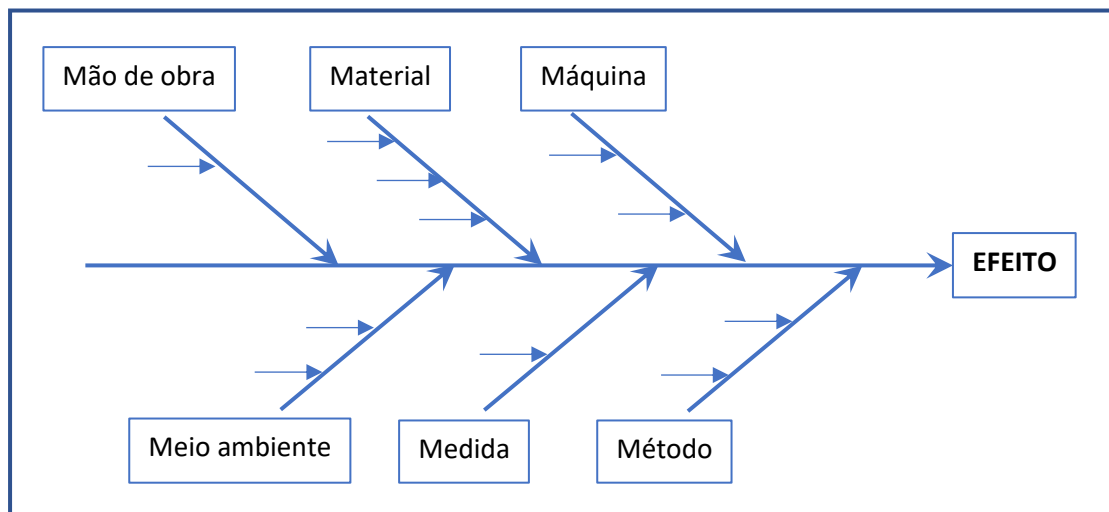 Mão de obra
Material
Máquina
EFEITO
Meio ambiente
Medida
Método